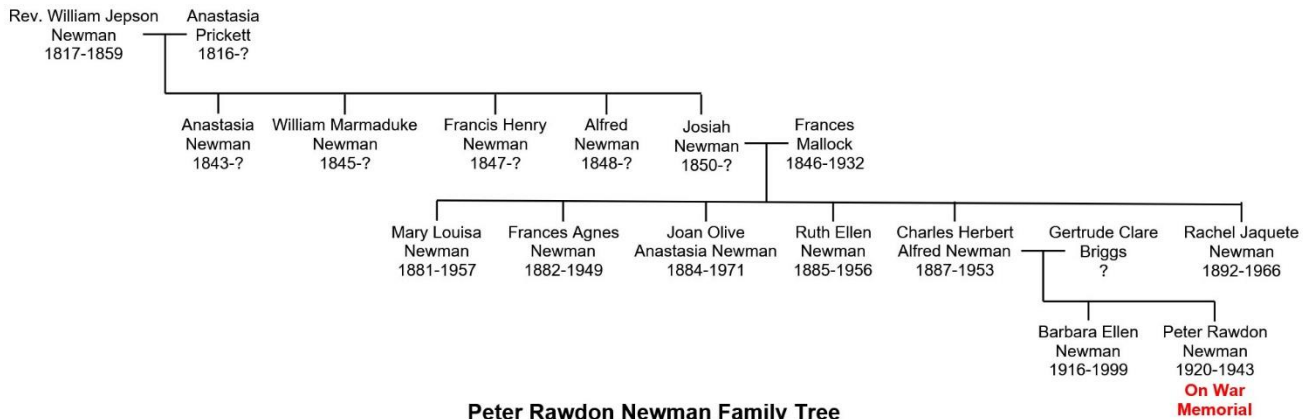 Rev. William Jepson
Newman
1817-1859
Anastasia
Prickett
1816-?
Anastasia
Newman
1843-?
William Marmaduke
Newman
1845-?
Francis Henry
Newman
1847-?
Alfred
Newman
1848-?
Josiah
Newman
1850-?
Frances
Mallock
1846-1932
Mary Louisa
Newman
1881-1957
Frances Agnes
Newman
1882-1949
Joan Olive
Anastasia Newman
1884-1971
Ruth Ellen
Newman
1885-1956
Charles Herbert
Alfred Newman
1887-1953
Gertrude Clare
Briggs
?
Rachel Jaquete
Newman
1892-1966
Barbara Ellen
Newman
1916-1999
Peter Rawdon
Newman
1920-1943
On War
Memorial
Peter Rawdon Newman Family Tree